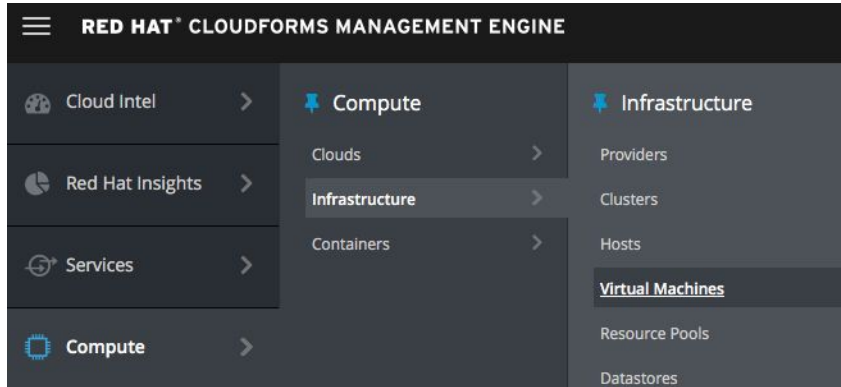 RED HAT® CLOUDFORMS MANAGEMENT ENGINE
Cloud Intel
Red Hat Insights
Services
Compute
Compute
Clouds
Infrastructure
Containers
Infrastructure
Providers
Clusters
Hosts
Virtual Machines
Resource Pools
Datastores